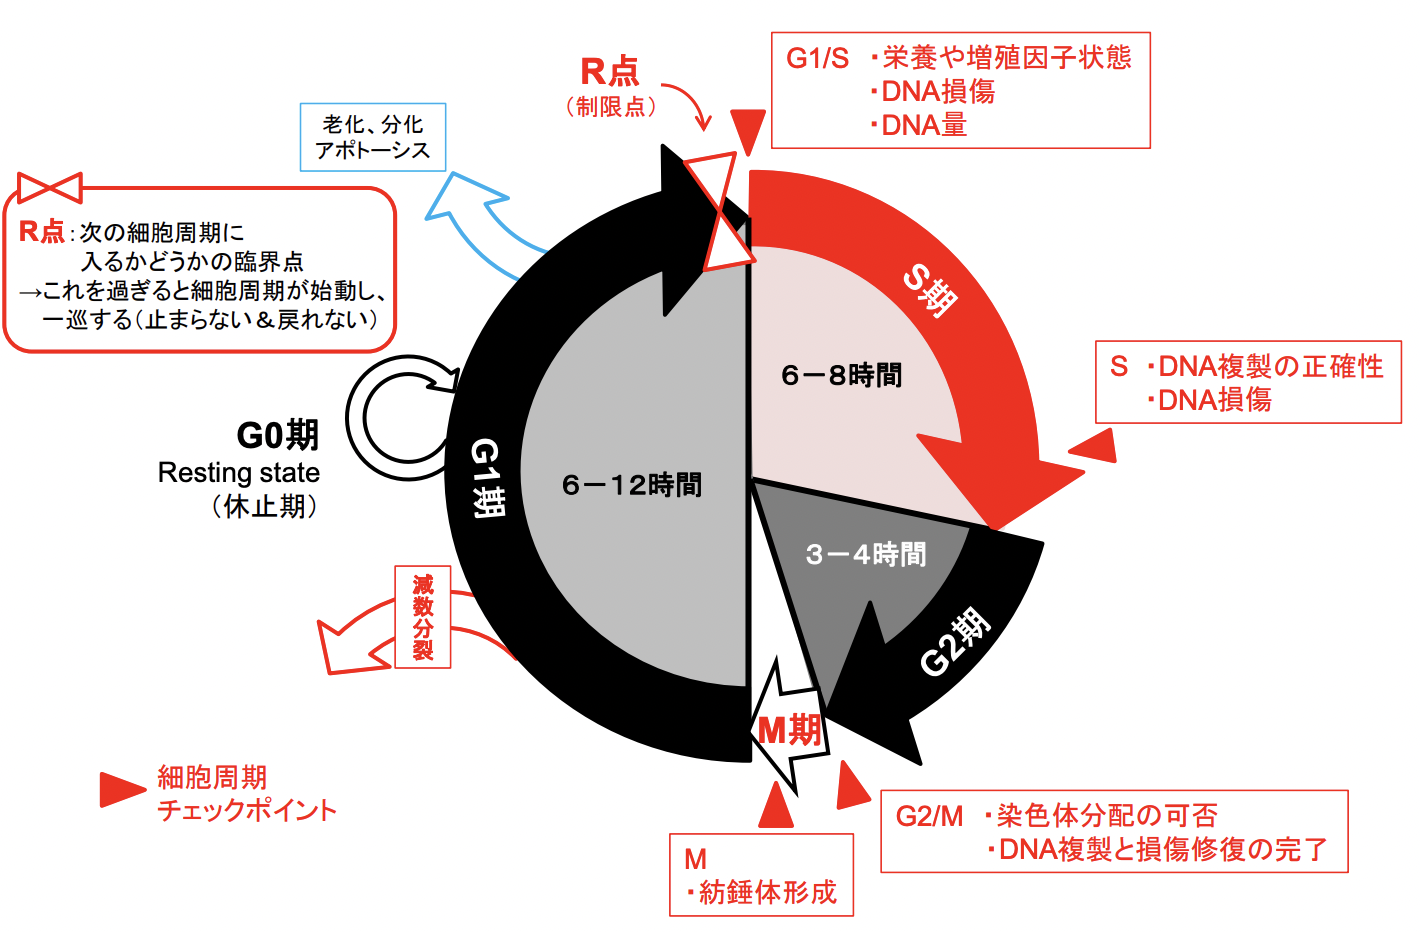 R点
（制限点）
G1/S ・栄養や増殖因子状態
・DNA損傷
・DNA量
老化、分化
アポトーシス
R点：次の細胞周期に
入るかどうかの臨界点
→これを過ぎると細胞周期が始動し、
一巡する（止まらない＆戻れない）
S期
6－8時間
S ・DNA複製の正確性
・DNA損傷
G0期
Resting state
（休止期）
G1期
6－12時間
3－4時間
G2期
減数分裂
M期
細胞周期
チェックポイント
G2/M ・染色体分配の可否
・DNA複製と損傷修復の完了
M
・紡錘体形成